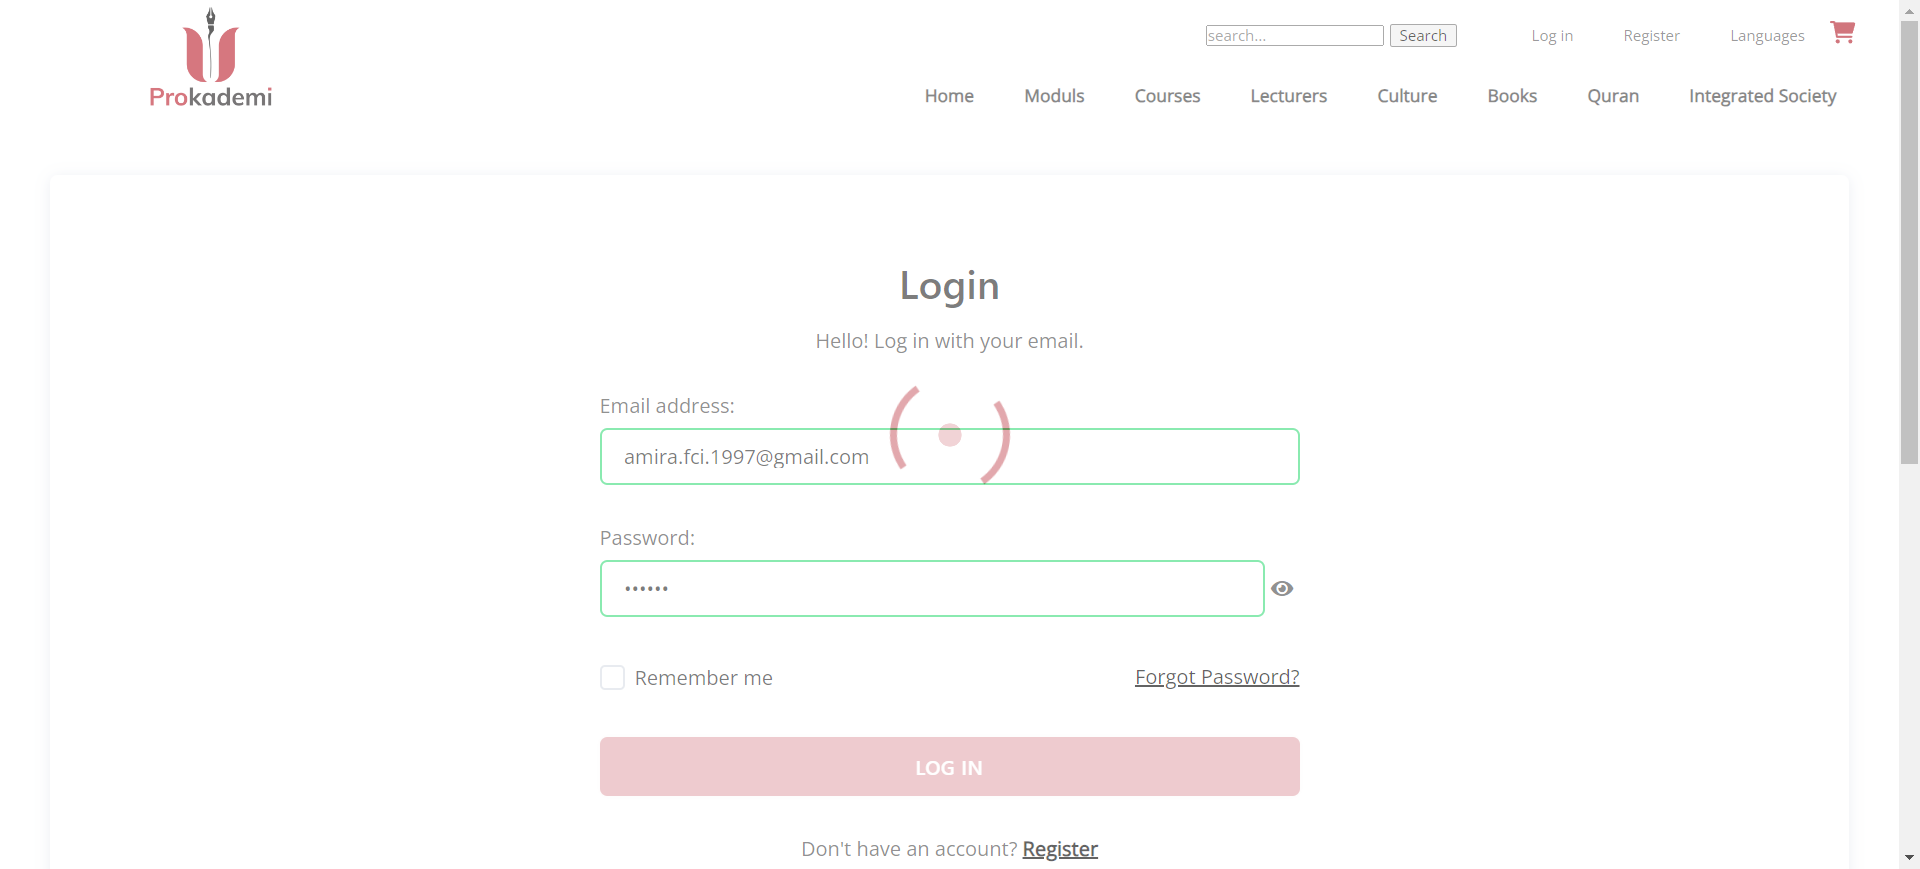 search...
Search
Log in
Register
Languages
Prokademi
Home
Moduls
Courses
Lecturers
Culture
Books
Quran
Integrated Society
Login
Hello! Log in with your email.
Email address:
amira.fci.1997@gmail.com
Password:
••••••
Remember me
Forgot Password?
LOG IN
Don't have an account? Register